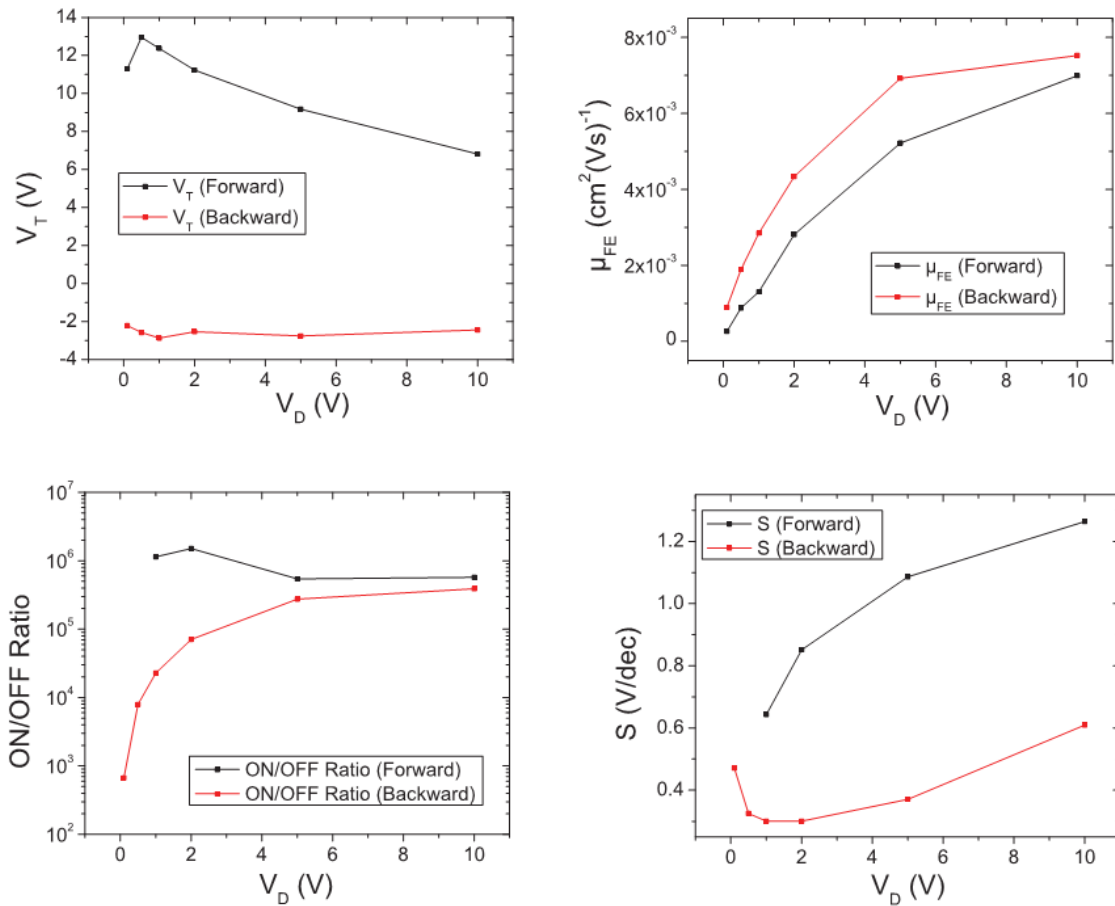 14
12
10
8
6
4
2
0
-2
-4
V_T (V)
V_T (Forward)
V_T (Backward)
0 2 4 6 8 10
V_D (V)
8x10^-3
6x10^-3
4x10^-3
2x10^-3
0
μ_FE (cm^2(Vs)^-1)
μ_FE (Forward)
μ_FE (Backward)
0 2 4 6 8 10
V_D (V)
10^7
10^6
10^5
10^4
10^3
10^2
ON/OFF Ratio
ON/OFF Ratio (Forward)
ON/OFF Ratio (Backward)
0 2 4 6 8 10
V_D (V)
S (Forward)
S (Backward)
1.2
1.0
0.8
0.6
0.4
S (V/dec)
0 2 4 6 8 10
V_D (V)